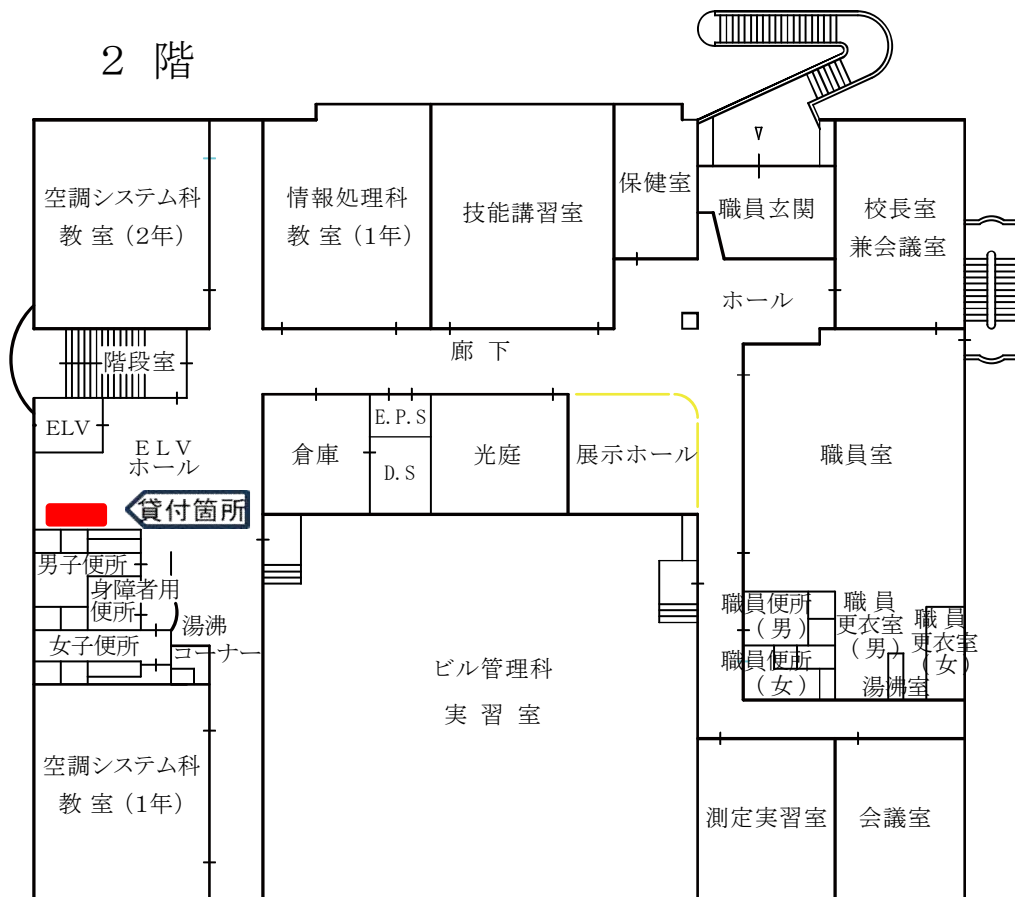 2 階
空調システム科
教 室 (2年)
情報処理科
教 室 (1年)
技能講習室
保健室
職員玄関
校長室
兼会議室
ホール
階段室
廊 下
ELV
ELV
ホール
倉庫
E.P.S
D.S
光庭
展示ホール
職員室
貸付箇所
男子便所
身障者用
便所
女子便所
湯沸
コーナー
ビル管理科
実 習 室
職員便所
(男)
職員便所
(女)
職 員
更衣室
(男)
職 員
更衣室
(女)
湯沸室
空調システム科
教 室 (1年)
測定実習室
会議室